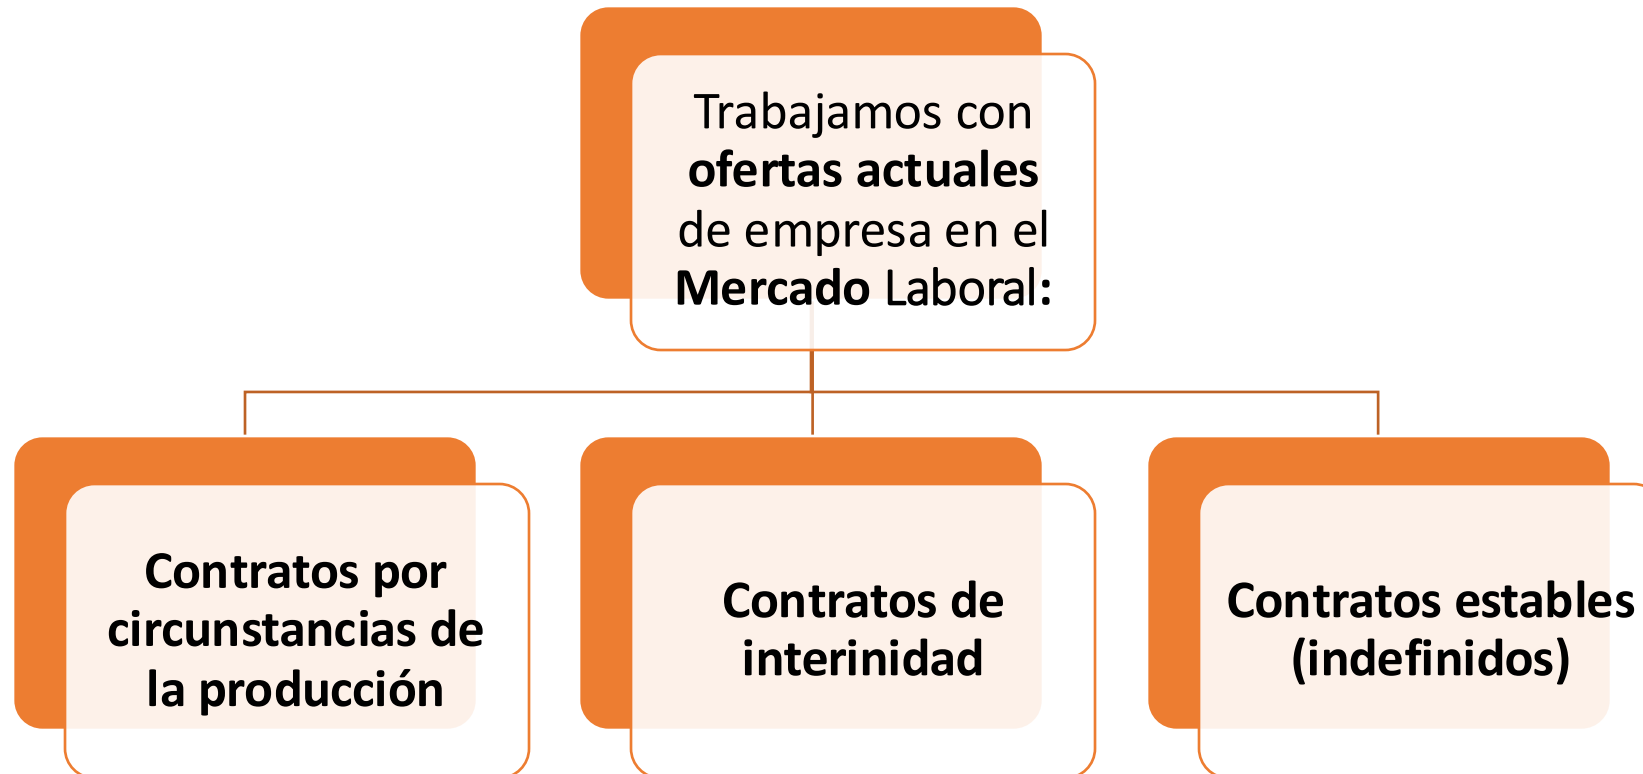 Trabajamos con
ofertas actuales
de empresa en el
Mercado Laboral:
Contratos por
circunstancias de
la producción
Contratos de
interinidad
Contratos estables
(indefinidos)